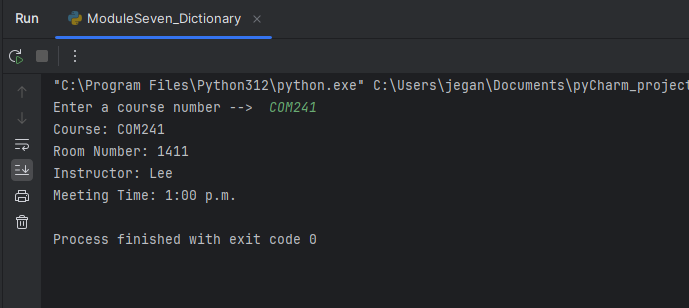 Run ModuleSeven_Dictionary
"C:\Program Files\Python312\python.exe" C:\Users\jegan\Documents\pyCharm_project
Enter a course number --> COM241
Course: COM241
Room Number: 1411
Instructor: Lee
Meeting Time: 1:00 p.m.
Process finished with exit code 0